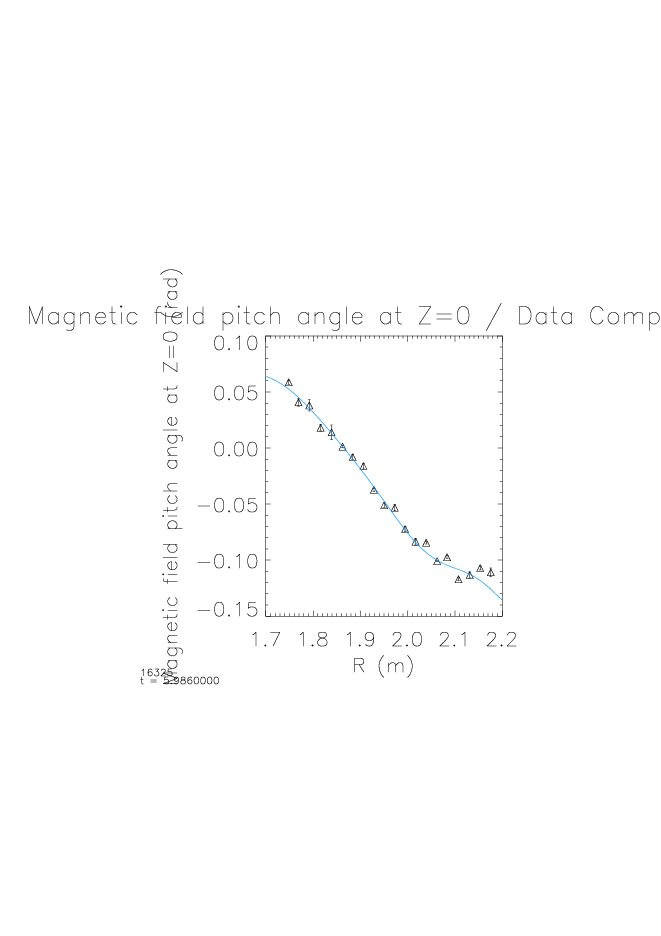 Magnetic field pitch angle at Z=0 / Data Comp
Magnetic field pitch angle at Z=0 (rad)
0.10
0.05
0.00
−0.05
−0.10
−0.15
1.7 1.8 1.9 2.0 2.1 2.2
R (m)
t = 5.9860000